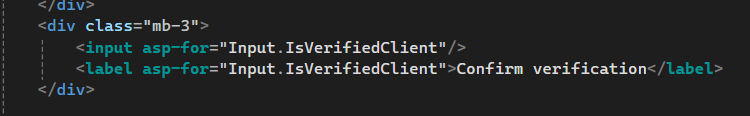 </div>
<div class="mb-3">
<input asp-for="Input.IsVerifiedClient"/>
<label asp-for="Input.IsVerifiedClient">Confirm verification</label>
</div>